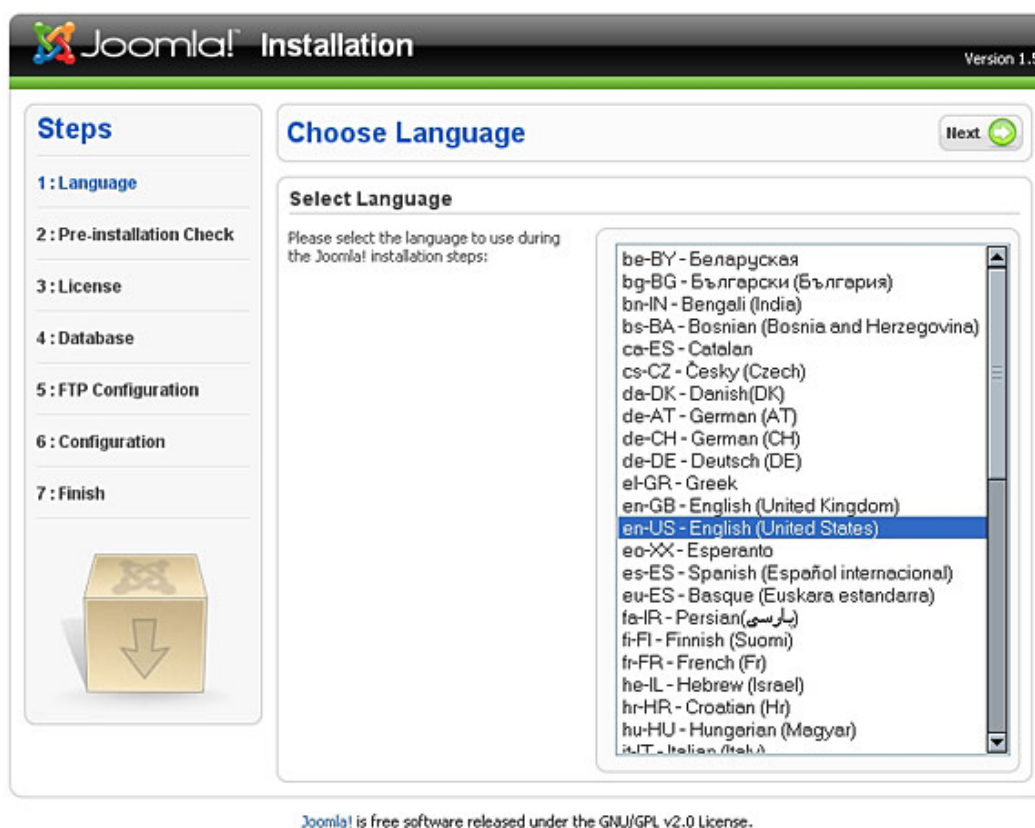 Joomla!™ Installation
Version 1.5
Steps
1 : Language
2 : Pre-installation Check
3 : License
4 : Database
5 : FTP Configuration
6 : Configuration
7 : Finish
Choose Language
Next
Select Language
Please select the language to use during
the Joomla! installation steps:
be-BY - Беларуская
bg-BG - Български (България)
bn-IN - Bengali (India)
bs-BA - Bosnian (Bosnia and Herzegovina)
ca-ES - Catalan
cs-CZ - Česky (Czech)
da-DK - Danish(DK)
de-AT - German (AT)
de-CH - German (CH)
de-DE - Deutsch (DE)
el-GR - Greek
en-GB - English (United Kingdom)
en-US - English (United States)
eo-XX - Esperanto
es-ES - Spanish (Español internacional)
eu-ES - Basque (Euskara estandarra)
fa-IR - Persian(پارسی)
fi-FI - Finnish (Suomi)
fr-FR - French (Fr)
he-IL - Hebrew (Israel)
hr-HR - Croatian (Hr)
hu-HU - Hungarian (Magyar)
it-IT - Italian (Italy)
Joomla! is free software released under the GNU/GPL v2.0 License.